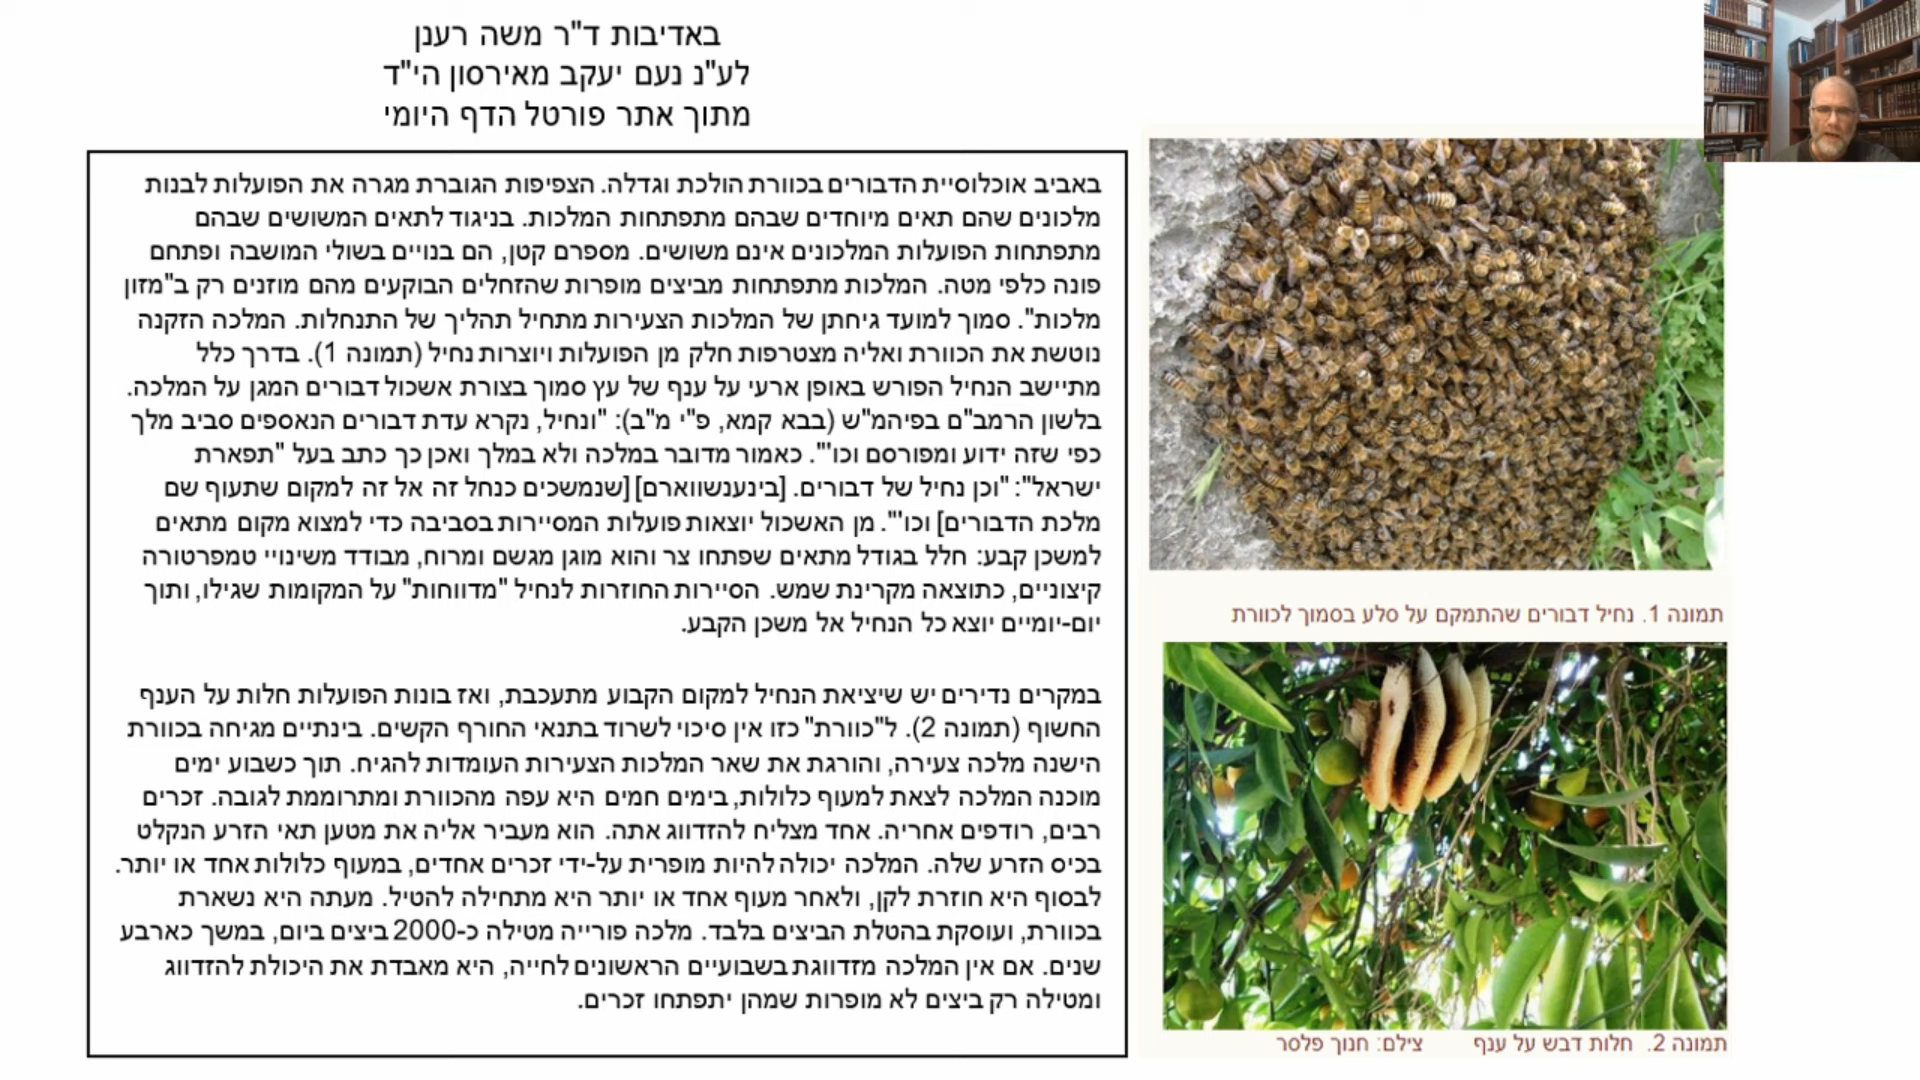 באדיבות ד"ר משה רענן
לע"נ נעם יעקב מאירסון הי"ד
מתוך אתר פורטל הדף היומי
באביב אוכלוסיית הדבורים בכוורת הולכת וגדלה. הצפיפות הגוברת מגרה את הפועלות לבנות
מלכונים שהם תאים מיוחדים שבהם מתפתחות המלכות. בניגוד לתאים המשושים שבהם
מתפתחות הפועלות המלכונים אינם משושים. מספרם קטן, הם בנויים בשולי המושבה ופתחם
פונה כלפי מטה. המלכות מתפתחות מביצים מופרות שהזחלים הבוקעים מהם מוזנים רק ב"מזון
מלכות". סמוך למועד גיחתן של המלכות הצעירות מתחיל תהליך של התנחלות. המלכה הזקנה
נוטשת את הכוורת ואליה מצטרפות חלק מן הפועלות ויוצרות נחיל (תמונה 1). בדרך כלל
מתיישב הנחיל הפורש באופן ארעי על ענף של עץ סמוך בצורת אשכול דבורים המגן על המלכה.
בלשון הרמב"ם בפיהמ"ש (בבא קמא, פ"י מ"ב): "ונחיל, נקרא עדת דבורים הנאספים סביב מלך
כפי שזה ידוע ומפורסם וכו'". כאמור מדובר במלכה ולא במלך ואכן כך כתב בעל "תפארת
ישראל": "וכן נחיל של דבורים. [בינענשווארם] [שנמשכים כנחל זה אל זה למקום שתעוף שם
מלכת הדבורים] וכו'". מן האשכול יוצאות פועלות המסיירות בסביבה כדי למצוא מקום מתאים
למשכן קבע: חלל בגודל מתאים שפתחו צר והוא מוגן מגשם ומרוח, מבודד משינויי טמפרטורה
קיצוניים, כתוצאה מקרינת שמש. הסיירות החוזרות לנחיל "מדווחות" על המקומות שגילו, ותוך
יום-יומיים יוצא כל הנחיל אל משכן הקבע.
במקרים נדירים יש שיציאת הנחיל למקום הקבוע מתעכבת, ואז בונות הפועלות חלות על הענף
החשוף (תמונה 2). ל"כוורת" כזו אין סיכוי לשרוד בתנאי החורף הקשים. בינתיים מגיחה בכוורת
הישנה מלכה צעירה, והורגת את שאר המלכות הצעירות העומדות להגיח. תוך כשבוע ימים
מוכנה המלכה לצאת למעוף כלולות, בימים חמים היא עפה מהכוורת ומתרוממת לגובה. זכרים
רבים, רודפים אחריה. אחד מצליח להזדווג אתה. הוא מעביר אליה את מטען תאי הזרע הנקלט
בכיס הזרע שלה. המלכה יכולה להיות מופרית על-ידי זכרים אחדים, במעוף כלולות אחד או יותר.
לבסוף היא חוזרת לקן, ולאחר מעוף אחד או יותר היא מתחילה להטיל. מעתה היא נשארת
בכוורת, ועוסקת בהטלת הביצים בלבד. מלכה פורייה מטילה כ-2000 ביצים ביום, במשך כארבע
שנים. אם אין המלכה מזדווגת בשבועיים הראשונים לחייה, היא מאבדת את היכולת להזדווג
ומטילה רק ביצים לא מופרות שמהן יתפתחו זכרים.
תמונה 1. נחיל דבורים שהתמקם על סלע בסמוך לכוורת
תמונה 2. חלות דבש על ענף צילם: חנוך פלסר